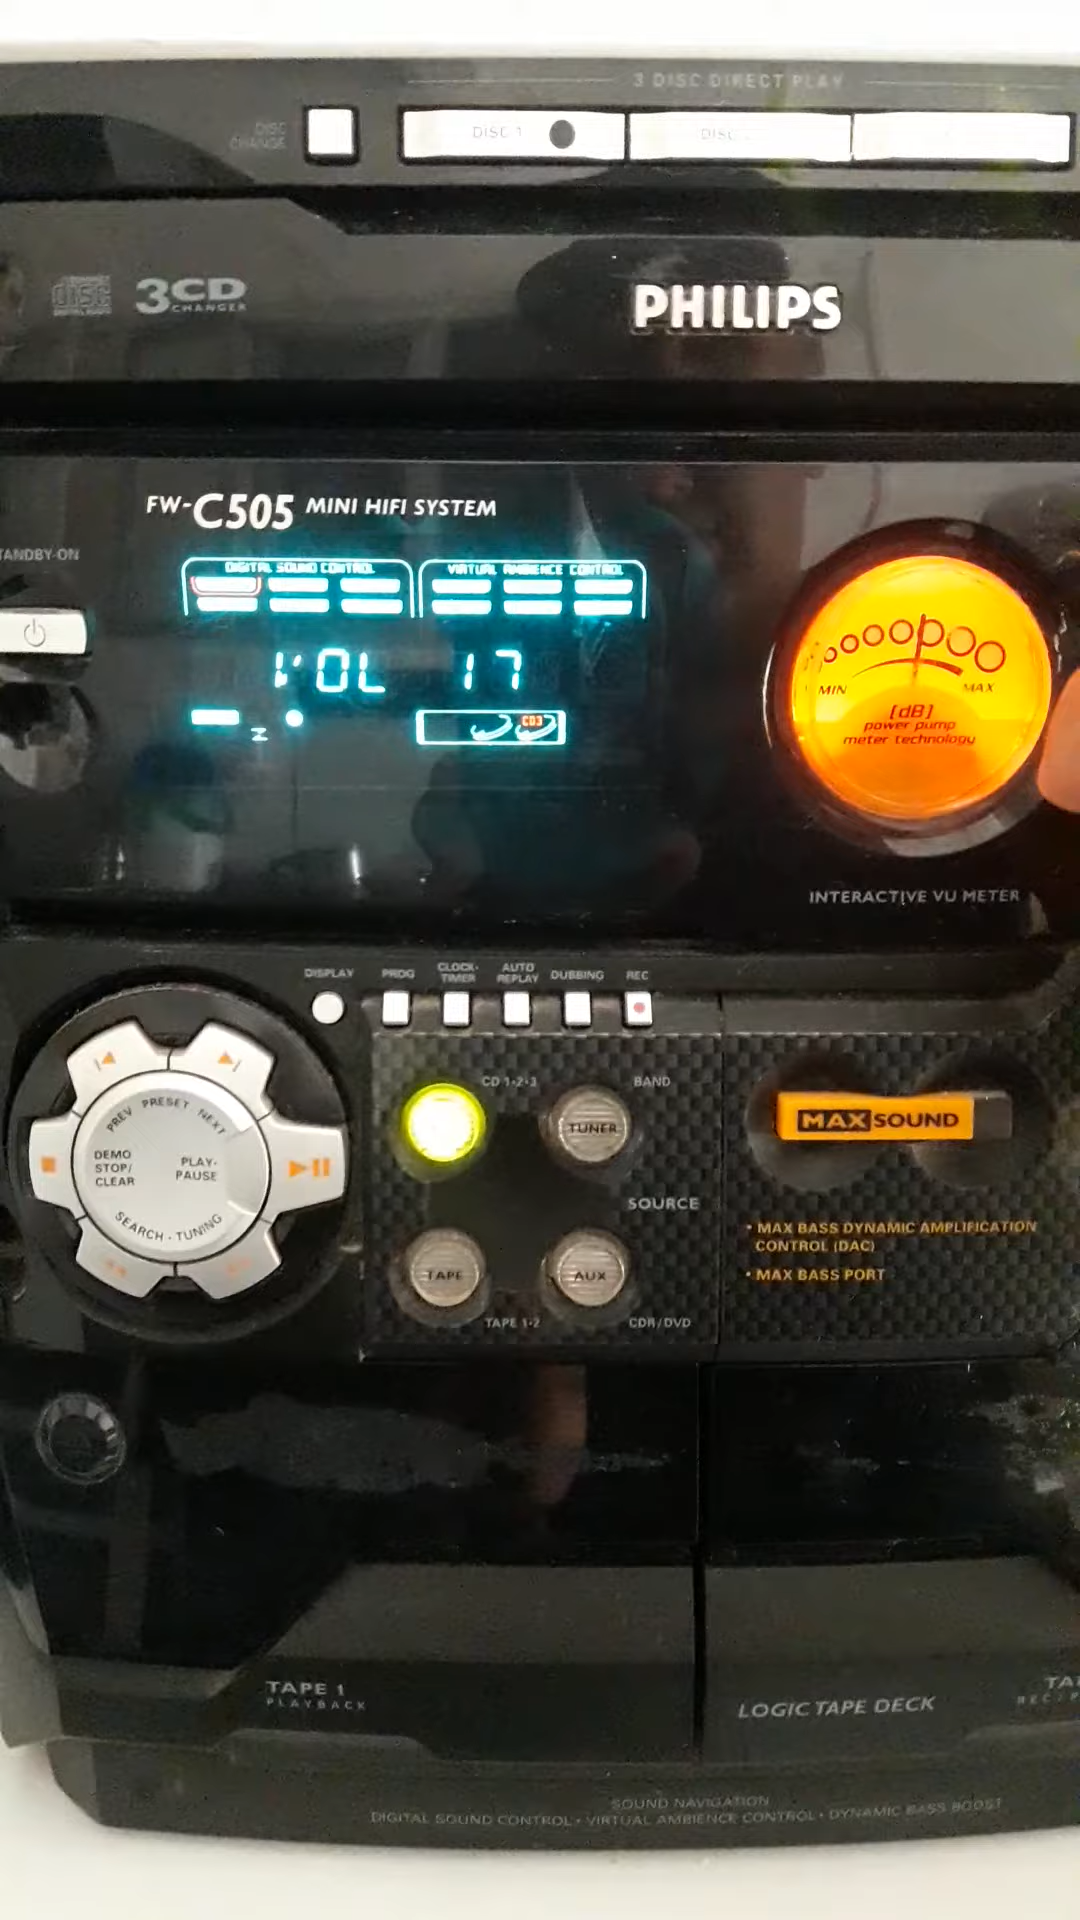 3 DISC DIRECT PLAY
DISC CHANGE
DISC 1
DISC
disc
3CD
CHANGER
PHILIPS
FW-C505 MINI HIFI SYSTEM
TANDBY-ON
DIGITAL SOUND CONTROL
VIRTUAL AMBIENCE CONTROL
VOL 17
CD3
MIN
MAX
[dB]
power pump
meter technology
INTERACTIVE VU METER
DISPLAY
PROG
CLOCK·
TIMER
AUTO
REPLAY
DUBBING
REC
CD 1·2·3
BAND
TUNER
PREV
PRESET
NEXT
DEMO
STOP/
CLEAR
PLAY·
PAUSE
SEARCH · TUNING
SOURCE
TAPE
AUX
TAPE 1·2
CDR/DVD
MAX SOUND
• MAX BASS DYNAMIC AMPLIFICATION
CONTROL (DAC)
• MAX BASS PORT
TAPE 1
PLAYBACK
LOGIC TAPE DECK
SOUND NAVIGATION
DIGITAL SOUND CONTROL · VIRTUAL AMBIENCE CONTROL · DYNAMIC BASS BOOST